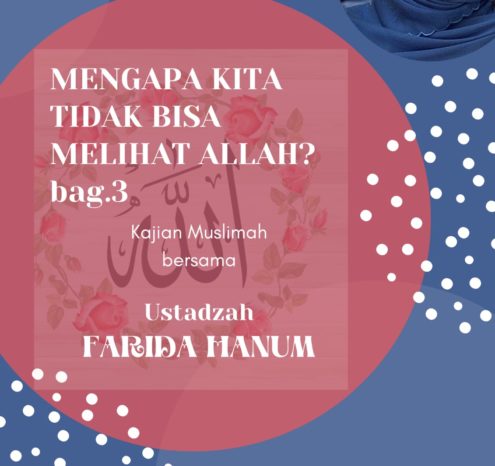 MENGAPA KITA
TIDAK BISA
MELIHAT ALLAH?
bag.3
Kajian Muslimah
bersama
الله
Ustadzah
FARIDA HANUM